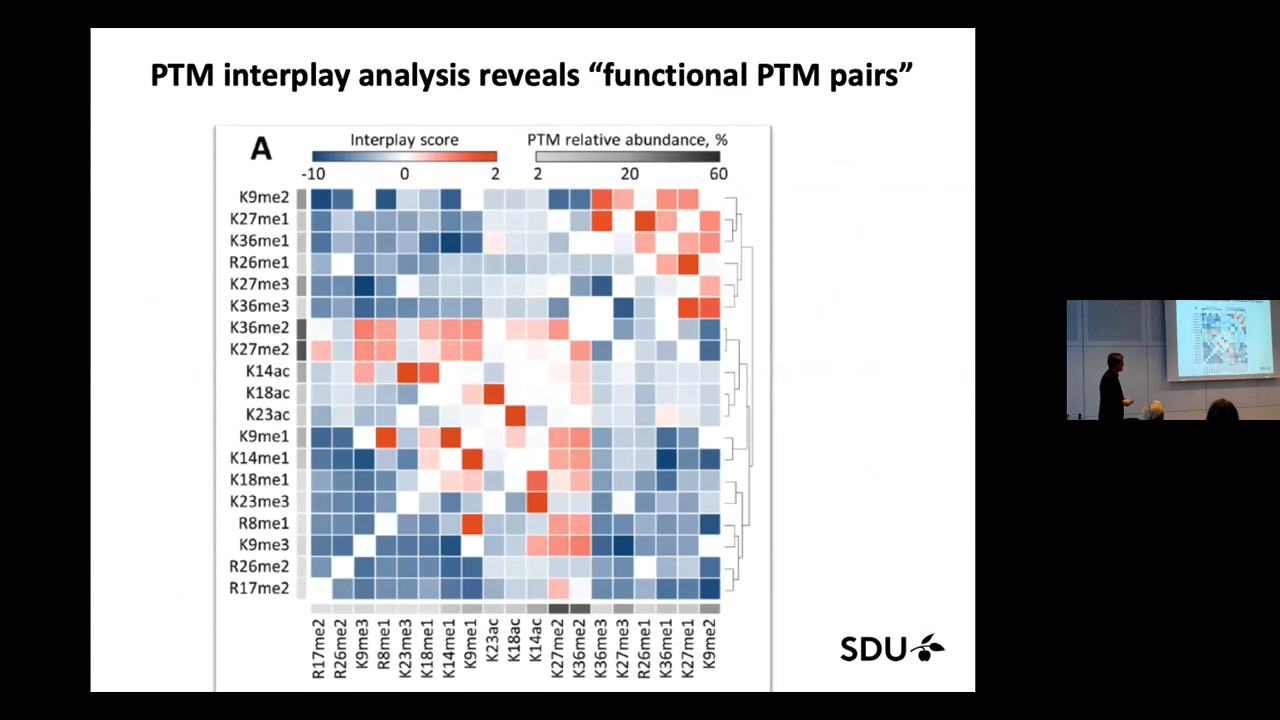 PTM interplay analysis reveals “functional PTM pairs”
A
Interplay score
PTM relative abundance, %
-10 0 2
2 20 60
K9me2
K27me1
K36me1
R26me1
K27me3
K36me3
K36me2
K27me2
K14ac
K18ac
K23ac
K9me1
K14me1
K18me1
K23me3
R8me1
K9me3
R26me2
R17me2
R17me2
R26me2
K9me3
R8me1
K23me3
K18me1
K14me1
K9me1
K23ac
K18ac
K14ac
K27me2
K36me2
K36me3
K27me3
R26me1
K36me1
K27me1
K9me2
SDU